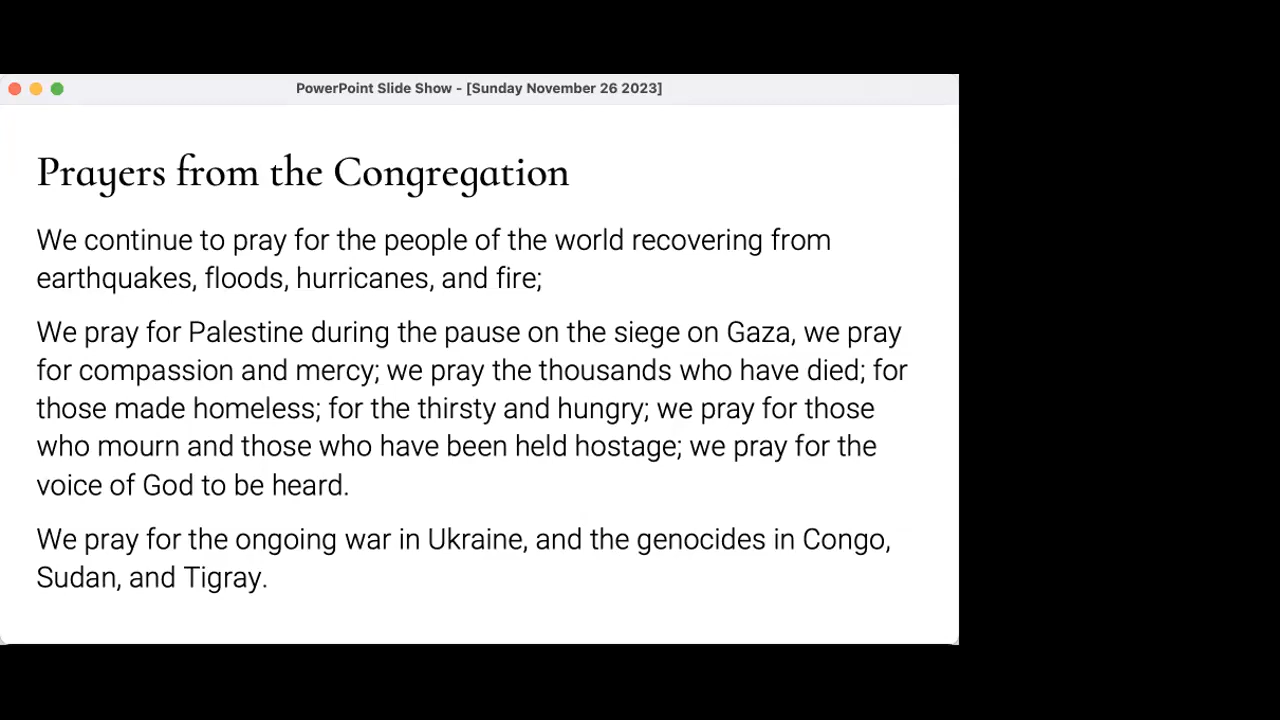 PowerPoint Slide Show - [Sunday November 26 2023]
Prayers from the Congregation
We continue to pray for the people of the world recovering from
earthquakes, floods, hurricanes, and fire;
We pray for Palestine during the pause on the siege on Gaza, we pray
for compassion and mercy; we pray the thousands who have died; for
those made homeless; for the thirsty and hungry; we pray for those
who mourn and those who have been held hostage; we pray for the
voice of God to be heard.
We pray for the ongoing war in Ukraine, and the genocides in Congo,
Sudan, and Tigray.